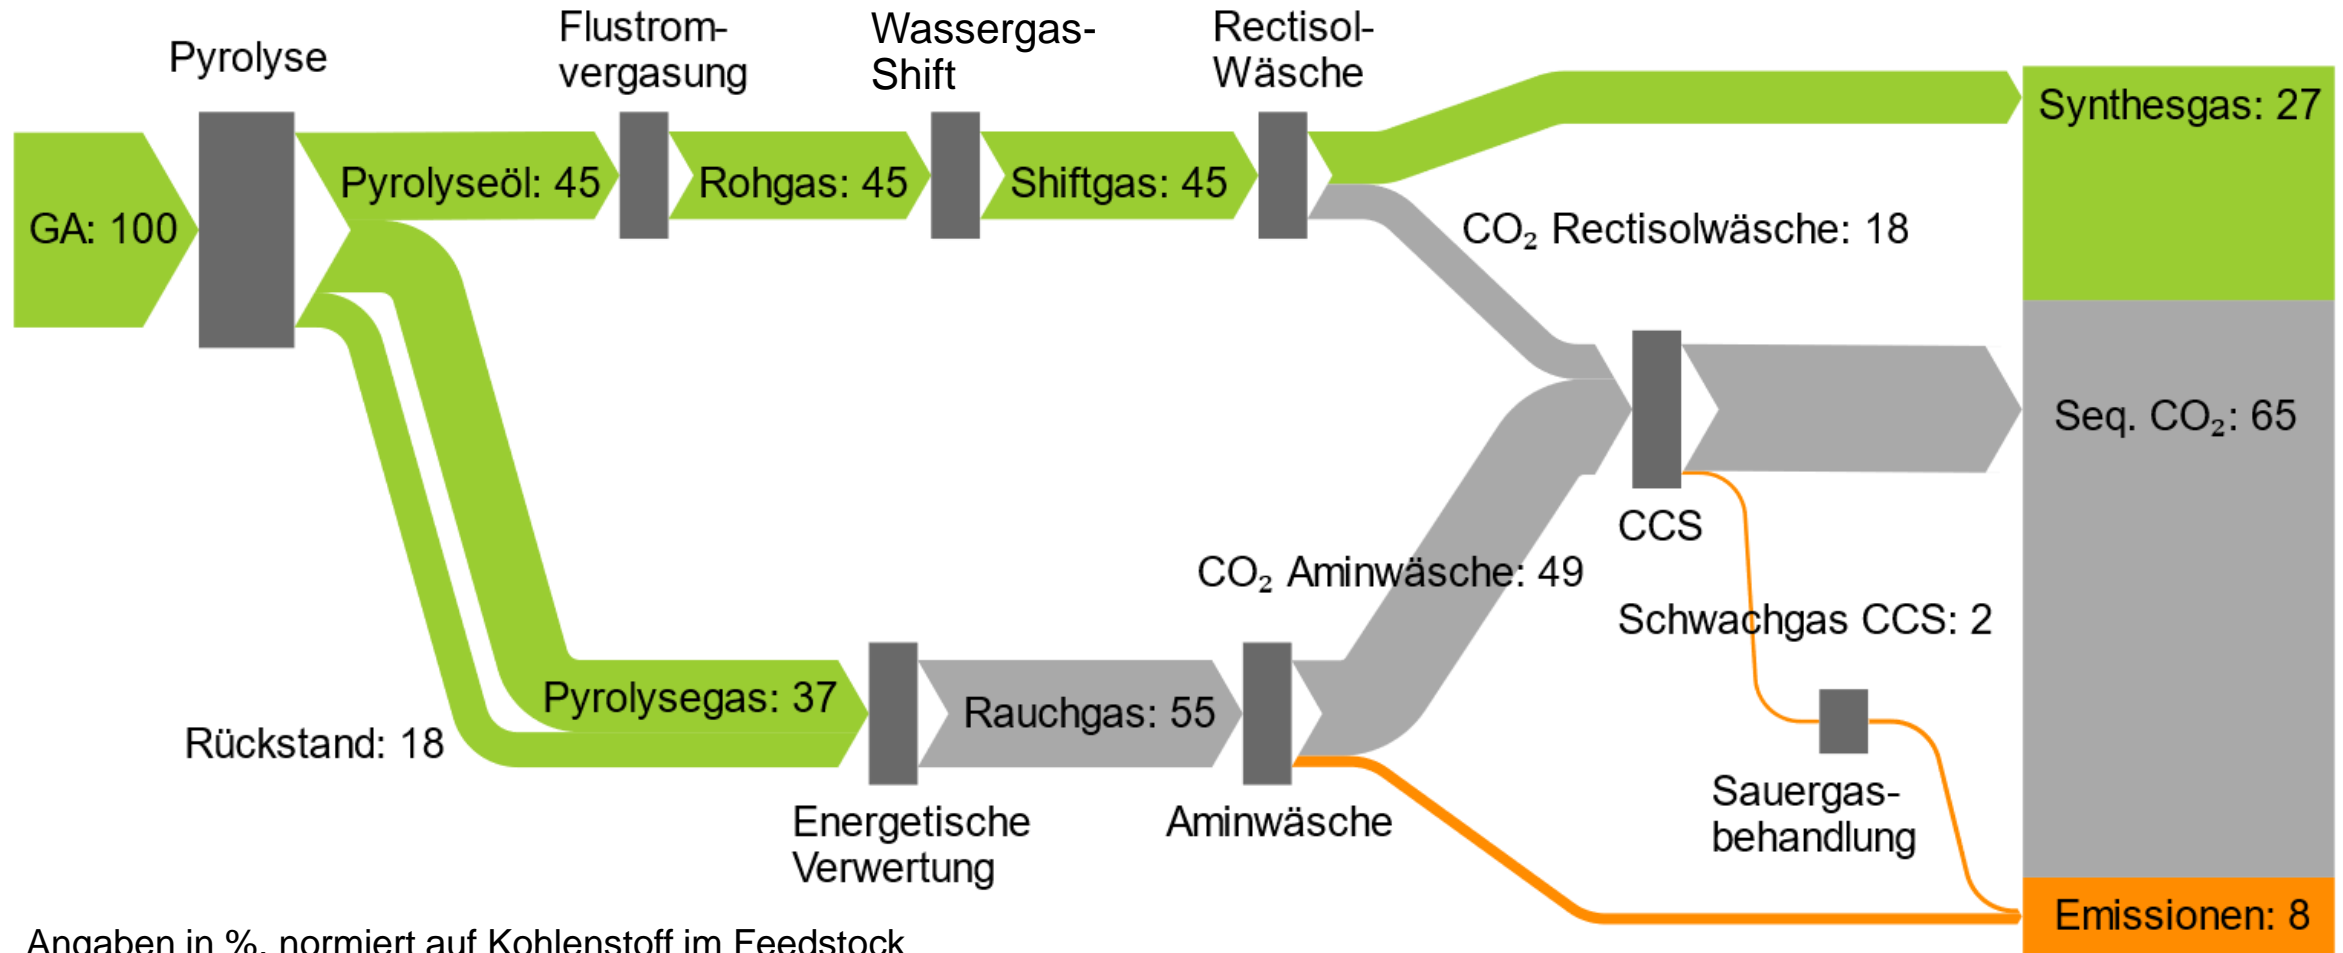 Pyrolyse
Flustrom-
vergasung
Wassergas-
Shift
Rectisol-
Wäsche
GA: 100
Pyrolyseöl: 45
Rohgas: 45
Shiftgas: 45
Synthesgas: 27
CO₂ Rectisolwäsche: 18
Seq. CO₂: 65
CCS
CO₂ Aminwäsche: 49
Schwachgas CCS: 2
Pyrolysegas: 37
Rauchgas: 55
Rückstand: 18
Energetische
Verwertung
Aminwäsche
Sauergas-
behandlung
Emissionen: 8
Angaben in %, normiert auf Kohlenstoff im Feedstock